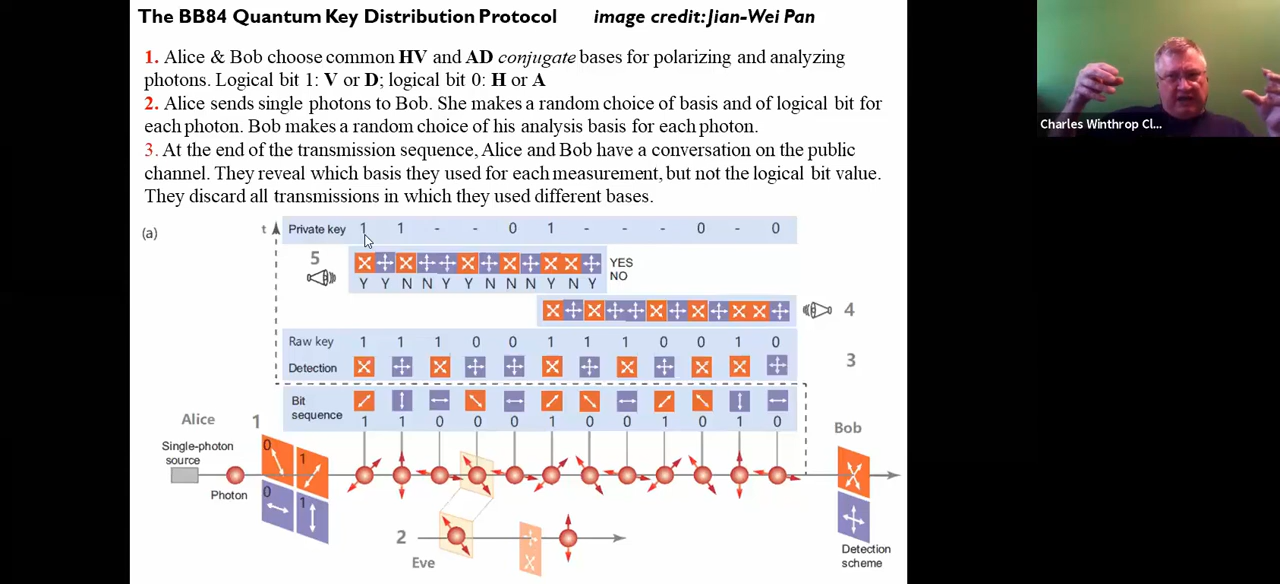 The BB84 Quantum Key Distribution Protocol image credit: Jian-Wei Pan
1. Alice & Bob choose common HV and AD conjugate bases for polarizing and analyzing
photons. Logical bit 1: V or D; logical bit 0: H or A
2. Alice sends single photons to Bob. She makes a random choice of basis and of logical bit for
each photon. Bob makes a random choice of his analysis basis for each photon.
3. At the end of the transmission sequence, Alice and Bob have a conversation on the public
channel. They reveal which basis they used for each measurement, but not the logical bit value.
They discard all transmissions in which they used different bases.
Charles Winthrop Cl...
(a)
t Private key 1 1 - - 0 1 - - - 0 - 0
5
YES
NO
Y Y N N Y Y N N N Y N Y
4
Raw key 1 1 1 0 0 1 1 1 0 0 1 0
Detection
3
Bit
sequence
1 1 0 0 0 1 0 0 1 0 1 0
Alice 1
Bob
Single-photon
source
Photon
0 1
0 1
2
Eve
Detection
scheme